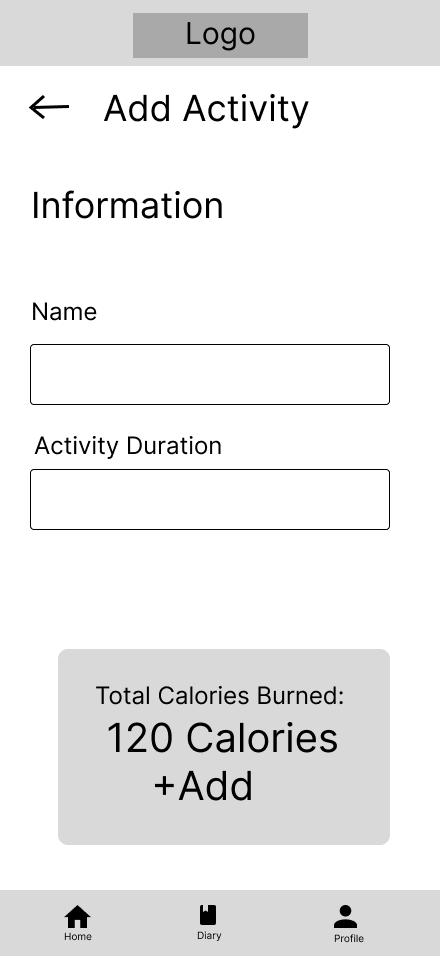 Logo
Add Activity
Information
Name
Activity Duration
Total Calories Burned:
120 Calories
+Add
Home
Diary
Profile